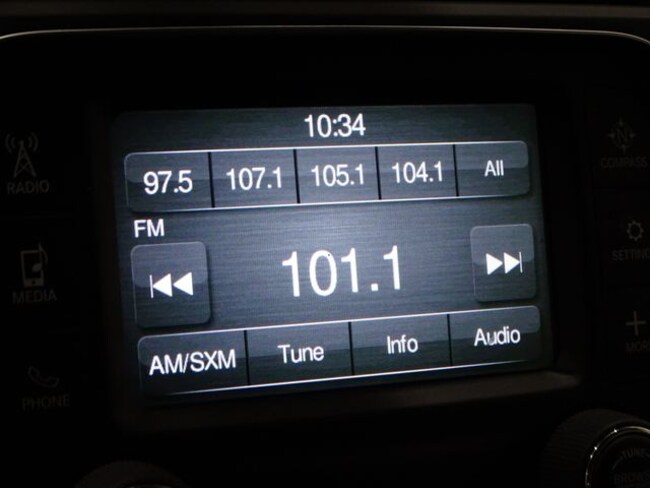 10:34
97.5 107.1 105.1 104.1 All
FM
101.1
AM/SXM Tune Info Audio
RADIO
MEDIA
PHONE
COMPASS